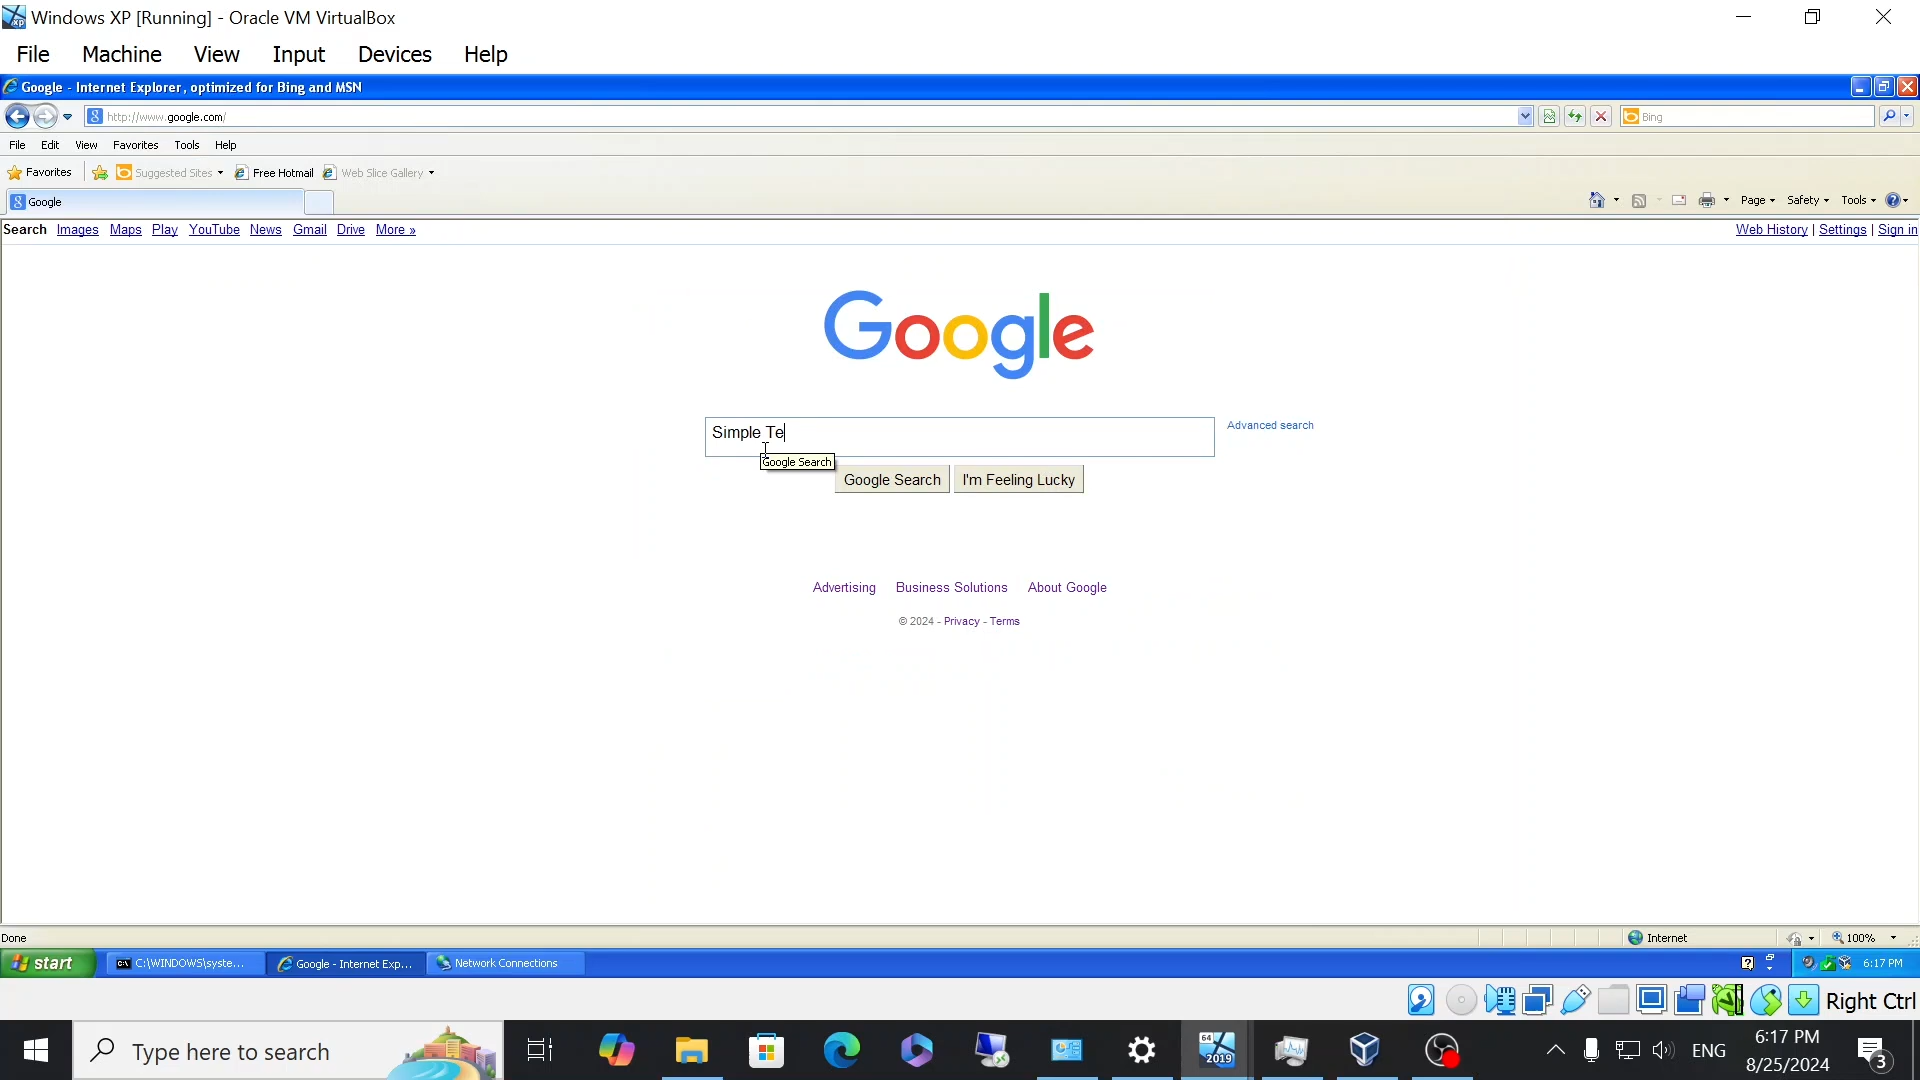 Windows XP [Running] - Oracle VM VirtualBox
File Machine View Input Devices Help
Google - Internet Explorer, optimized for Bing and MSN
http://www.google.com/
Bing
File Edit View Favorites Tools Help
Favorites Suggested Sites Free Hotmail Web Slice Gallery
Google
Page Safety Tools
Search Images Maps Play YouTube News Gmail Drive More »
Web History | Settings | Sign in
Google
Simple Te
Advanced search
Google Search
Google Search I'm Feeling Lucky
Advertising Business Solutions About Google
© 2024 - Privacy - Terms
Done
Internet
100%
start
C:\WINDOWS\syste...
Google - Internet Exp...
Network Connections
6:17 PM
Right Ctrl
Type here to search
64
2019
ENG
6:17 PM
8/25/2024
3